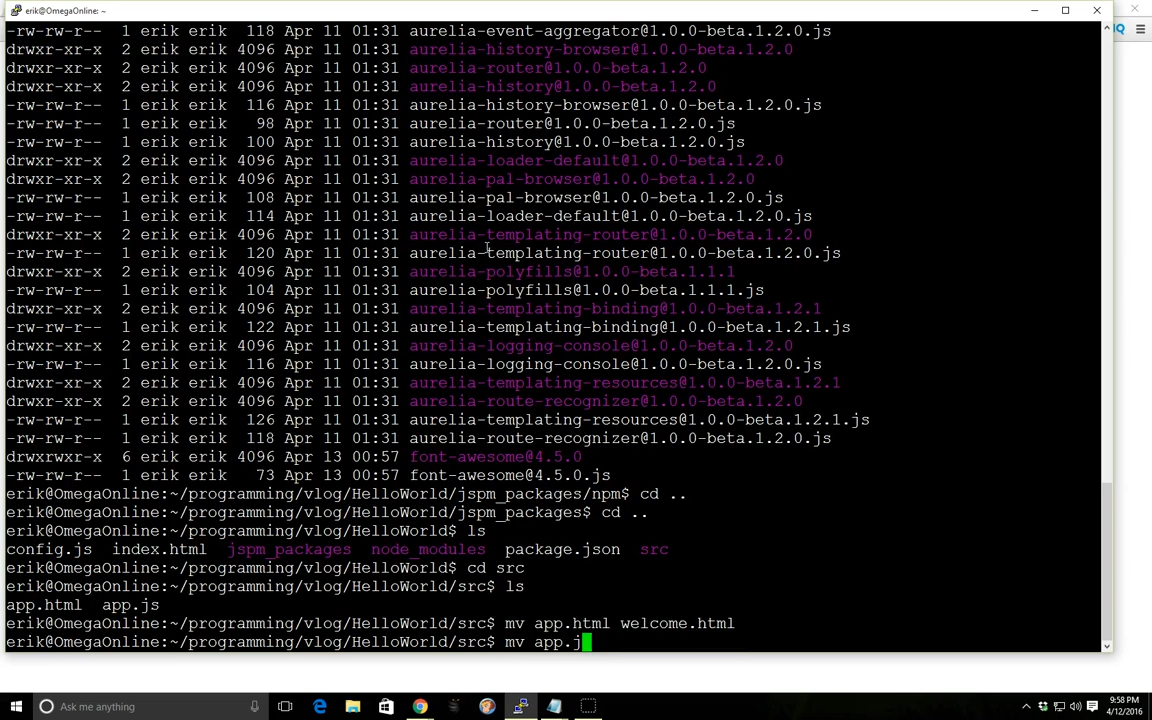 erik@OmegaOnline: ~
-rw-rw-r-- 1 erik erik 118 Apr 11 01:31 aurelia-event-aggregator@1.0.0-beta.1.2.0.js
drwxr-xr-x 2 erik erik 4096 Apr 11 01:31 aurelia-history-browser@1.0.0-beta.1.2.0
drwxr-xr-x 2 erik erik 4096 Apr 11 01:31 aurelia-router@1.0.0-beta.1.2.0
drwxr-xr-x 2 erik erik 4096 Apr 11 01:31 aurelia-history@1.0.0-beta.1.2.0
-rw-rw-r-- 1 erik erik 116 Apr 11 01:31 aurelia-history-browser@1.0.0-beta.1.2.0.js
-rw-rw-r-- 1 erik erik 98 Apr 11 01:31 aurelia-router@1.0.0-beta.1.2.0.js
-rw-rw-r-- 1 erik erik 100 Apr 11 01:31 aurelia-history@1.0.0-beta.1.2.0.js
drwxr-xr-x 2 erik erik 4096 Apr 11 01:31 aurelia-loader-default@1.0.0-beta.1.2.0
drwxr-xr-x 2 erik erik 4096 Apr 11 01:31 aurelia-pal-browser@1.0.0-beta.1.2.0
-rw-rw-r-- 1 erik erik 108 Apr 11 01:31 aurelia-pal-browser@1.0.0-beta.1.2.0.js
-rw-rw-r-- 1 erik erik 114 Apr 11 01:31 aurelia-loader-default@1.0.0-beta.1.2.0.js
drwxr-xr-x 2 erik erik 4096 Apr 11 01:31 aurelia-templating-router@1.0.0-beta.1.2.0
-rw-rw-r-- 1 erik erik 120 Apr 11 01:31 aurelia-templating-router@1.0.0-beta.1.2.0.js
drwxr-xr-x 2 erik erik 4096 Apr 11 01:31 aurelia-polyfills@1.0.0-beta.1.1.1
-rw-rw-r-- 1 erik erik 104 Apr 11 01:31 aurelia-polyfills@1.0.0-beta.1.1.1.js
drwxr-xr-x 2 erik erik 4096 Apr 11 01:31 aurelia-templating-binding@1.0.0-beta.1.2.1
-rw-rw-r-- 1 erik erik 122 Apr 11 01:31 aurelia-templating-binding@1.0.0-beta.1.2.1.js
drwxr-xr-x 2 erik erik 4096 Apr 11 01:31 aurelia-logging-console@1.0.0-beta.1.2.0
-rw-rw-r-- 1 erik erik 116 Apr 11 01:31 aurelia-logging-console@1.0.0-beta.1.2.0.js
drwxr-xr-x 2 erik erik 4096 Apr 11 01:31 aurelia-templating-resources@1.0.0-beta.1.2.1
drwxr-xr-x 2 erik erik 4096 Apr 11 01:31 aurelia-route-recognizer@1.0.0-beta.1.2.0
-rw-rw-r-- 1 erik erik 126 Apr 11 01:31 aurelia-templating-resources@1.0.0-beta.1.2.1.js
-rw-rw-r-- 1 erik erik 118 Apr 11 01:31 aurelia-route-recognizer@1.0.0-beta.1.2.0.js
drwxrwxr-x 6 erik erik 4096 Apr 13 00:57 font-awesome@4.5.0
-rw-rw-r-- 1 erik erik 73 Apr 13 00:57 font-awesome@4.5.0.js
erik@OmegaOnline:~/programming/vlog/HelloWorld/jspm_packages/npm$ cd ..
erik@OmegaOnline:~/programming/vlog/HelloWorld/jspm_packages$ cd ..
erik@OmegaOnline:~/programming/vlog/HelloWorld$ ls
config.js index.html jspm_packages node_modules package.json src
erik@OmegaOnline:~/programming/vlog/HelloWorld$ cd src
erik@OmegaOnline:~/programming/vlog/HelloWorld/src$ ls
app.html app.js
erik@OmegaOnline:~/programming/vlog/HelloWorld/src$ mv app.html welcome.html
erik@OmegaOnline:~/programming/vlog/HelloWorld/src$ mv app.j
Ask me anything
9:58 PM
4/12/2016